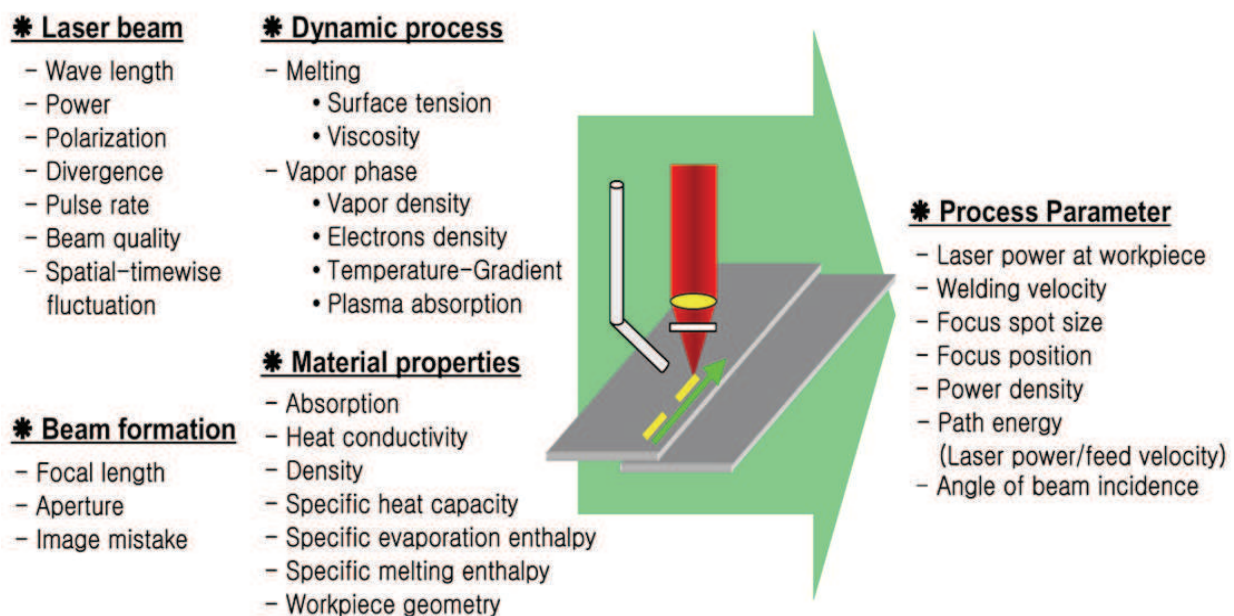 ✱ Laser beam
- Wave length
- Power
- Polarization
- Divergence
- Pulse rate
- Beam quality
- Spatial-timewise
fluctuation
✱ Beam formation
- Focal length
- Aperture
- Image mistake
✱ Dynamic process
- Melting
• Surface tension
• Viscosity
- Vapor phase
• Vapor density
• Electrons density
• Temperature-Gradient
• Plasma absorption
✱ Material properties
- Absorption
- Heat conductivity
- Density
- Specific heat capacity
- Specific evaporation enthalpy
- Specific melting enthalpy
- Workpiece geometry
✱ Process Parameter
- Laser power at workpiece
- Welding velocity
- Focus spot size
- Focus position
- Power density
- Path energy
(Laser power/feed velocity)
- Angle of beam incidence